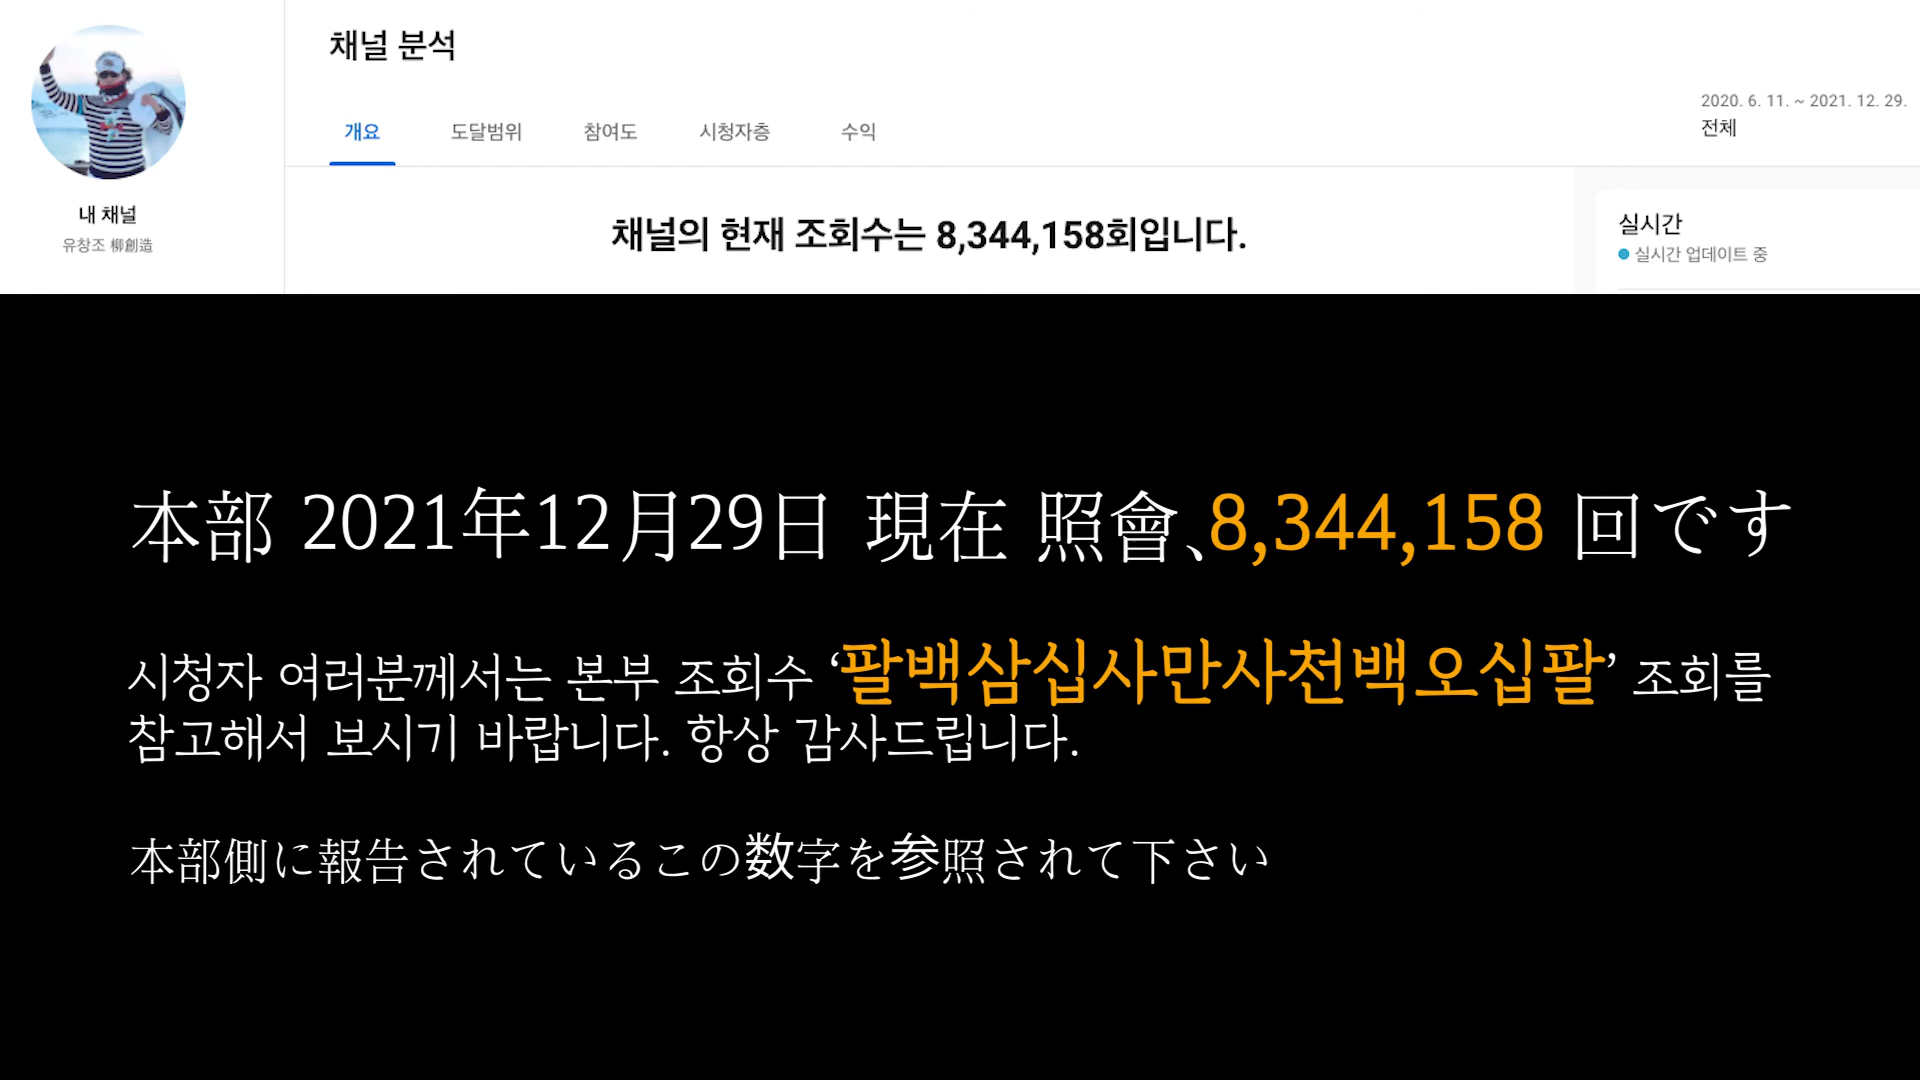 채널 분석
2020. 6. 11. ~ 2021. 12. 29.
전체
개요 도달범위 참여도 시청자층 수익
내 채널
유창조 柳創造
채널의 현재 조회수는 8,344,158회입니다.
실시간
실시간 업데이트 중
本部 2021年12月29日 現在 照會、8,344,158 回です
시청자 여러분께서는 본부 조회수 ‘팔백삼십사만사천백오십팔’ 조회를
참고해서 보시기 바랍니다. 항상 감사드립니다.
本部側に報告されているこの数字を参照されて下さい